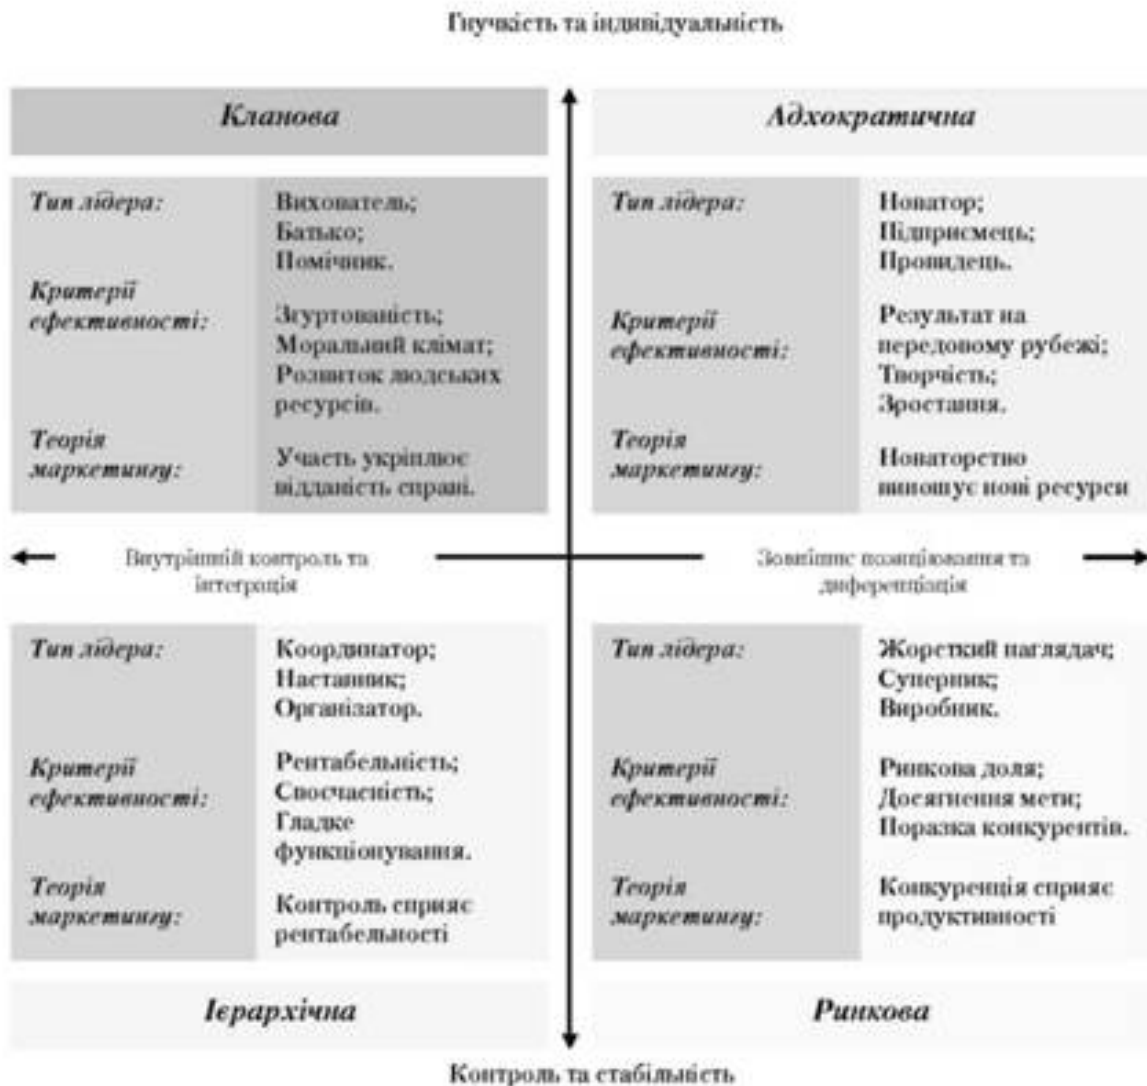 Гнучкість та індивідуальність
Кланова
Тип лідера:
Вихователь;
Батько;
Помічник.
Критерії
ефективності:
Згуртованість;
Моральний клімат;
Розвиток людських
ресурсів.
Теорія
маркетингу:
Участь укріплює
відданість справі.
Адхократична
Тип лідера:
Новатор;
Підприємець;
Провидець.
Критерії
ефективності:
Результат на
передовому рубежі;
Творчість;
Зростання.
Теорія
маркетингу:
Новаторство
виношує нові ресурси
Внутрішній контроль та
інтеграція
Зовнішнє позиціювання та
диференціація
Тип лідера:
Координатор;
Наставник;
Організатор.
Критерії
ефективності:
Рентабельність;
Своєчасність;
Гладке
функціонування.
Теорія
маркетингу:
Контроль сприяє
рентабельності
Ієрархічна
Тип лідера:
Жорсткий наглядач;
Суперник;
Виробник.
Критерії
ефективності:
Ринкова доля;
Досягнення мети;
Поразка конкурентів.
Теорія
маркетингу:
Конкуренція сприяє
продуктивності
Ринкова
Контроль та стабільність